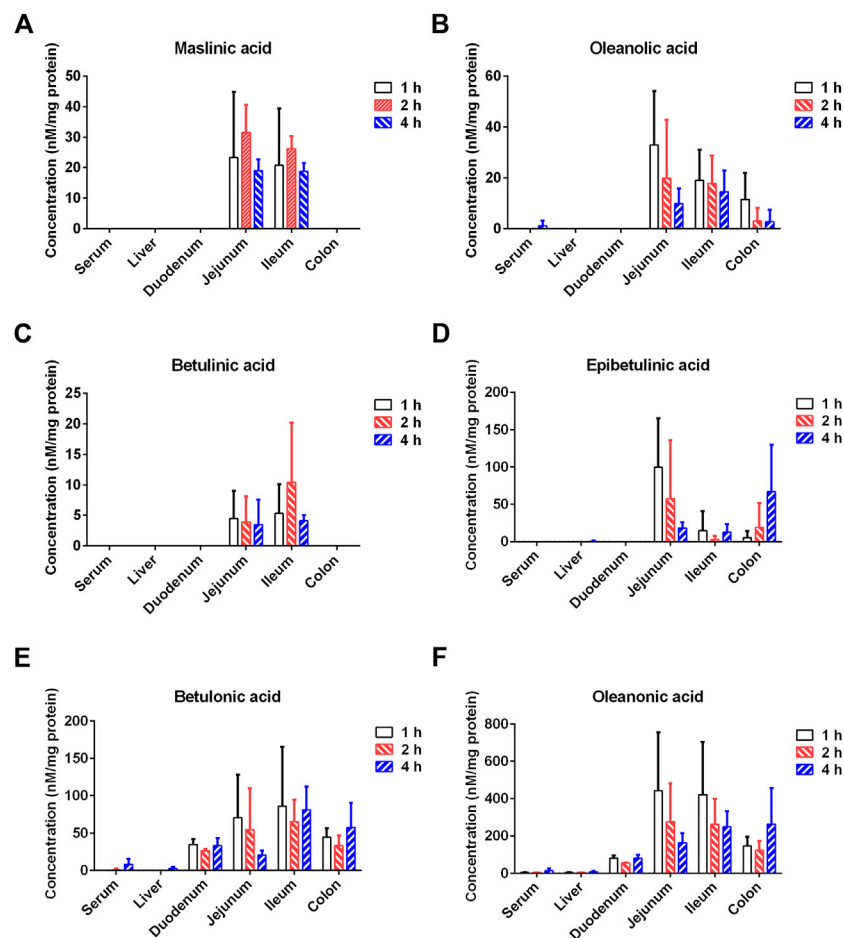 A
Maslinic acid
Concentration (nM/mg protein)
50
40
30
20
10
0
Serum
Liver
Duodenum
Jejunum
Ileum
Colon
1 h
2 h
4 h
B
Oleanolic acid
Concentration (nM/mg protein)
60
40
20
0
Serum
Liver
Duodenum
Jejunum
Ileum
Colon
1 h
2 h
4 h
C
Betulinic acid
Concentration (nM/mg protein)
25
20
15
10
5
0
Serum
Liver
Duodenum
Jejunum
Ileum
Colon
1 h
2 h
4 h
D
Epibetulinic acid
Concentration (nM/mg protein)
200
150
100
50
0
Serum
Liver
Duodenum
Jejunum
Ileum
Colon
1 h
2 h
4 h
E
Betulonic acid
Concentration (nM/mg protein)
200
150
100
50
0
Serum
Liver
Duodenum
Jejunum
Ileum
Colon
1 h
2 h
4 h
F
Oleanonic acid
Concentration (nM/mg protein)
800
600
400
200
0
Serum
Liver
Duodenum
Jejunum
Ileum
Colon
1 h
2 h
4 h